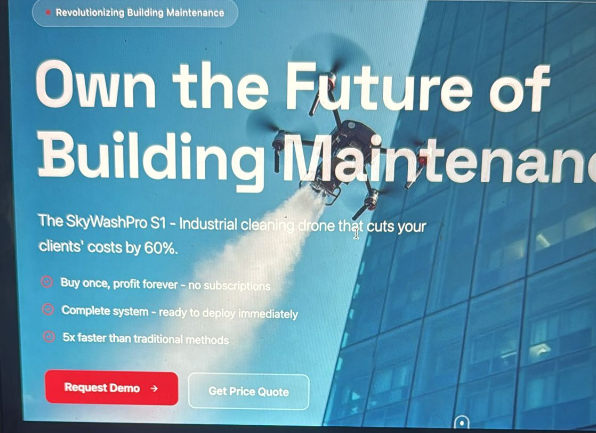 Revolutionizing Building Maintenance
Own the Future of
Building Maintenanc
The SkyWashPro S1 - Industrial cleaning drone that cuts your
clients' costs by 60%.
Buy once, profit forever - no subscriptions
Complete system - ready to deploy immediately
5x faster than traditional methods
Request Demo →
Get Price Quote